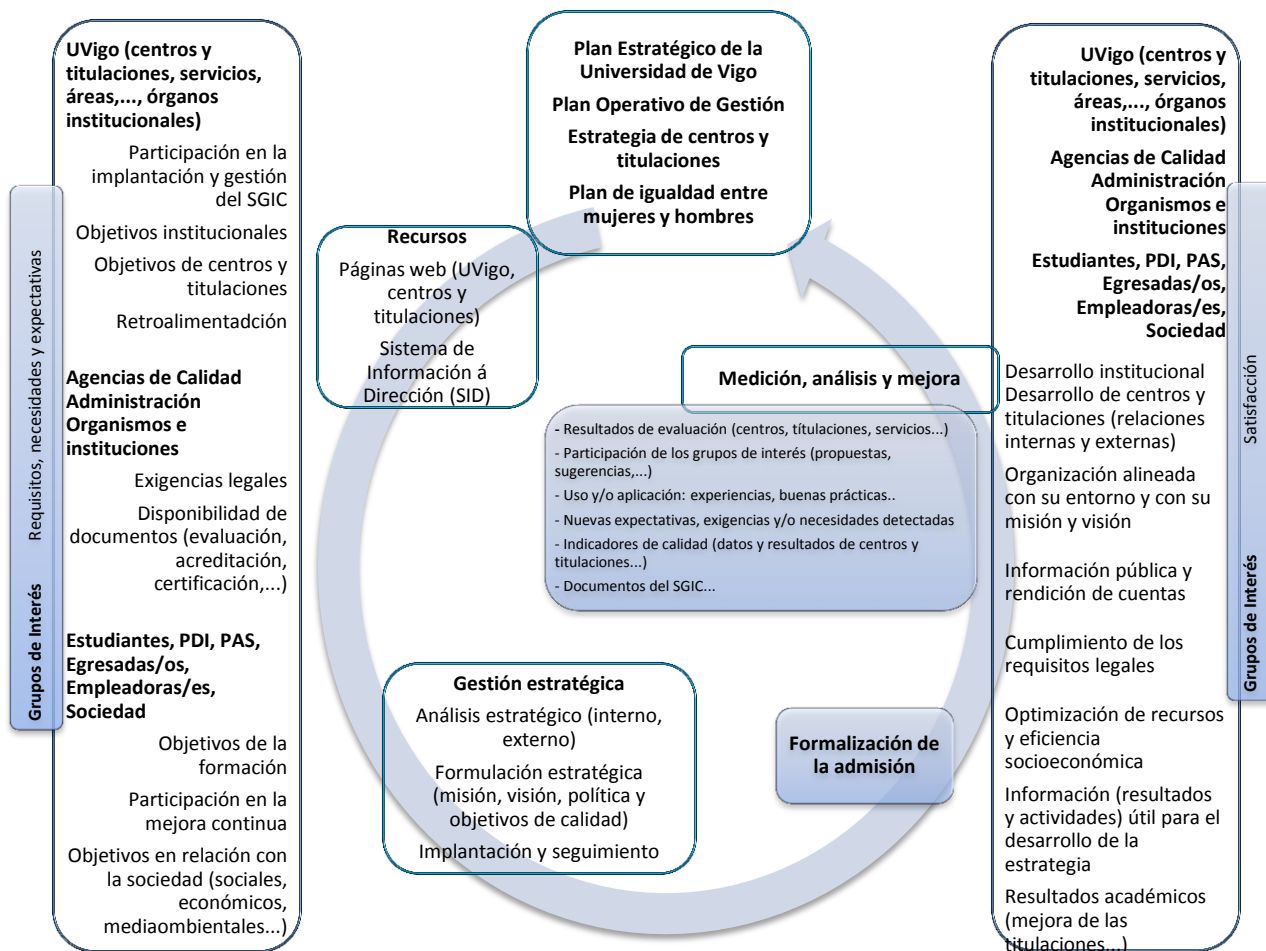 Grupos de Interés     Requisitos, necesidades y expectativas
UVigo (centros y
titulaciones, servicios,
áreas,..., órganos
institucionales)
Participación en la
implantación y gestión
del SGIC
Objetivos institucionales
Objetivos de centros y
titulaciones
Retroalimentadción
Agencias de Calidad
Administración
Organismos e
instituciones
Exigencias legales
Disponibilidad de
documentos (evaluación,
acreditación,
certificación,...)
Estudiantes, PDI, PAS,
Egresadas/os,
Empleadoras/es,
Sociedad
Objetivos de la
formación
Participación en la
mejora continua
Objetivos en relación con
la sociedad (sociales,
económicos,
mediaombientales...)
Plan Estratégico de la
Universidad de Vigo
Plan Operativo de Gestión
Estrategia de centros y
titulaciones
Plan de igualdad entre
mujeres y hombres
Recursos
Páginas web (UVigo,
centros y
titulaciones)
Sistema de
Información á
Dirección (SID)
Medición, análisis y mejora
- Resultados de evaluación (centros, títulaciones, servicios...)
- Participación de los grupos de interés (propuestas,
sugerencias,...)
- Uso y/o aplicación: experiencias, buenas prácticas..
- Nuevas expectativas, exigencias y/o necesidades detectadas
- Indicadores de calidad (datos y resultados de centros y
titulaciones...)
- Documentos del SGIC...
Gestión estratégica
Análisis estratégico (interno,
externo)
Formulación estratégica
(misión, visión, política y
objetivos de calidad)
Implantación y seguimiento
Formalización de
la admisión
UVigo (centros y
titulaciones, servicios,
áreas,..., órganos
institucionales)
Agencias de Calidad
Administración
Organismos e
instituciones
Estudiantes, PDI, PAS,
Egresadas/os,
Empleadoras/es,
Sociedad
Desarrollo institucional
Desarrollo de centros y
titulaciones (relaciones
internas y externas)
Organización alineada
con su entorno y con su
misión y visión
Información pública y
rendición de cuentas
Cumplimiento de los
requisitos legales
Optimización de recursos
y eficiencia
socioeconómica
Información (resultados
y actividades) útil para el
desarrollo de la
estrategia
Resultados académicos
(mejora de las
titulaciones...)
Grupos de Interés     Satisfacción